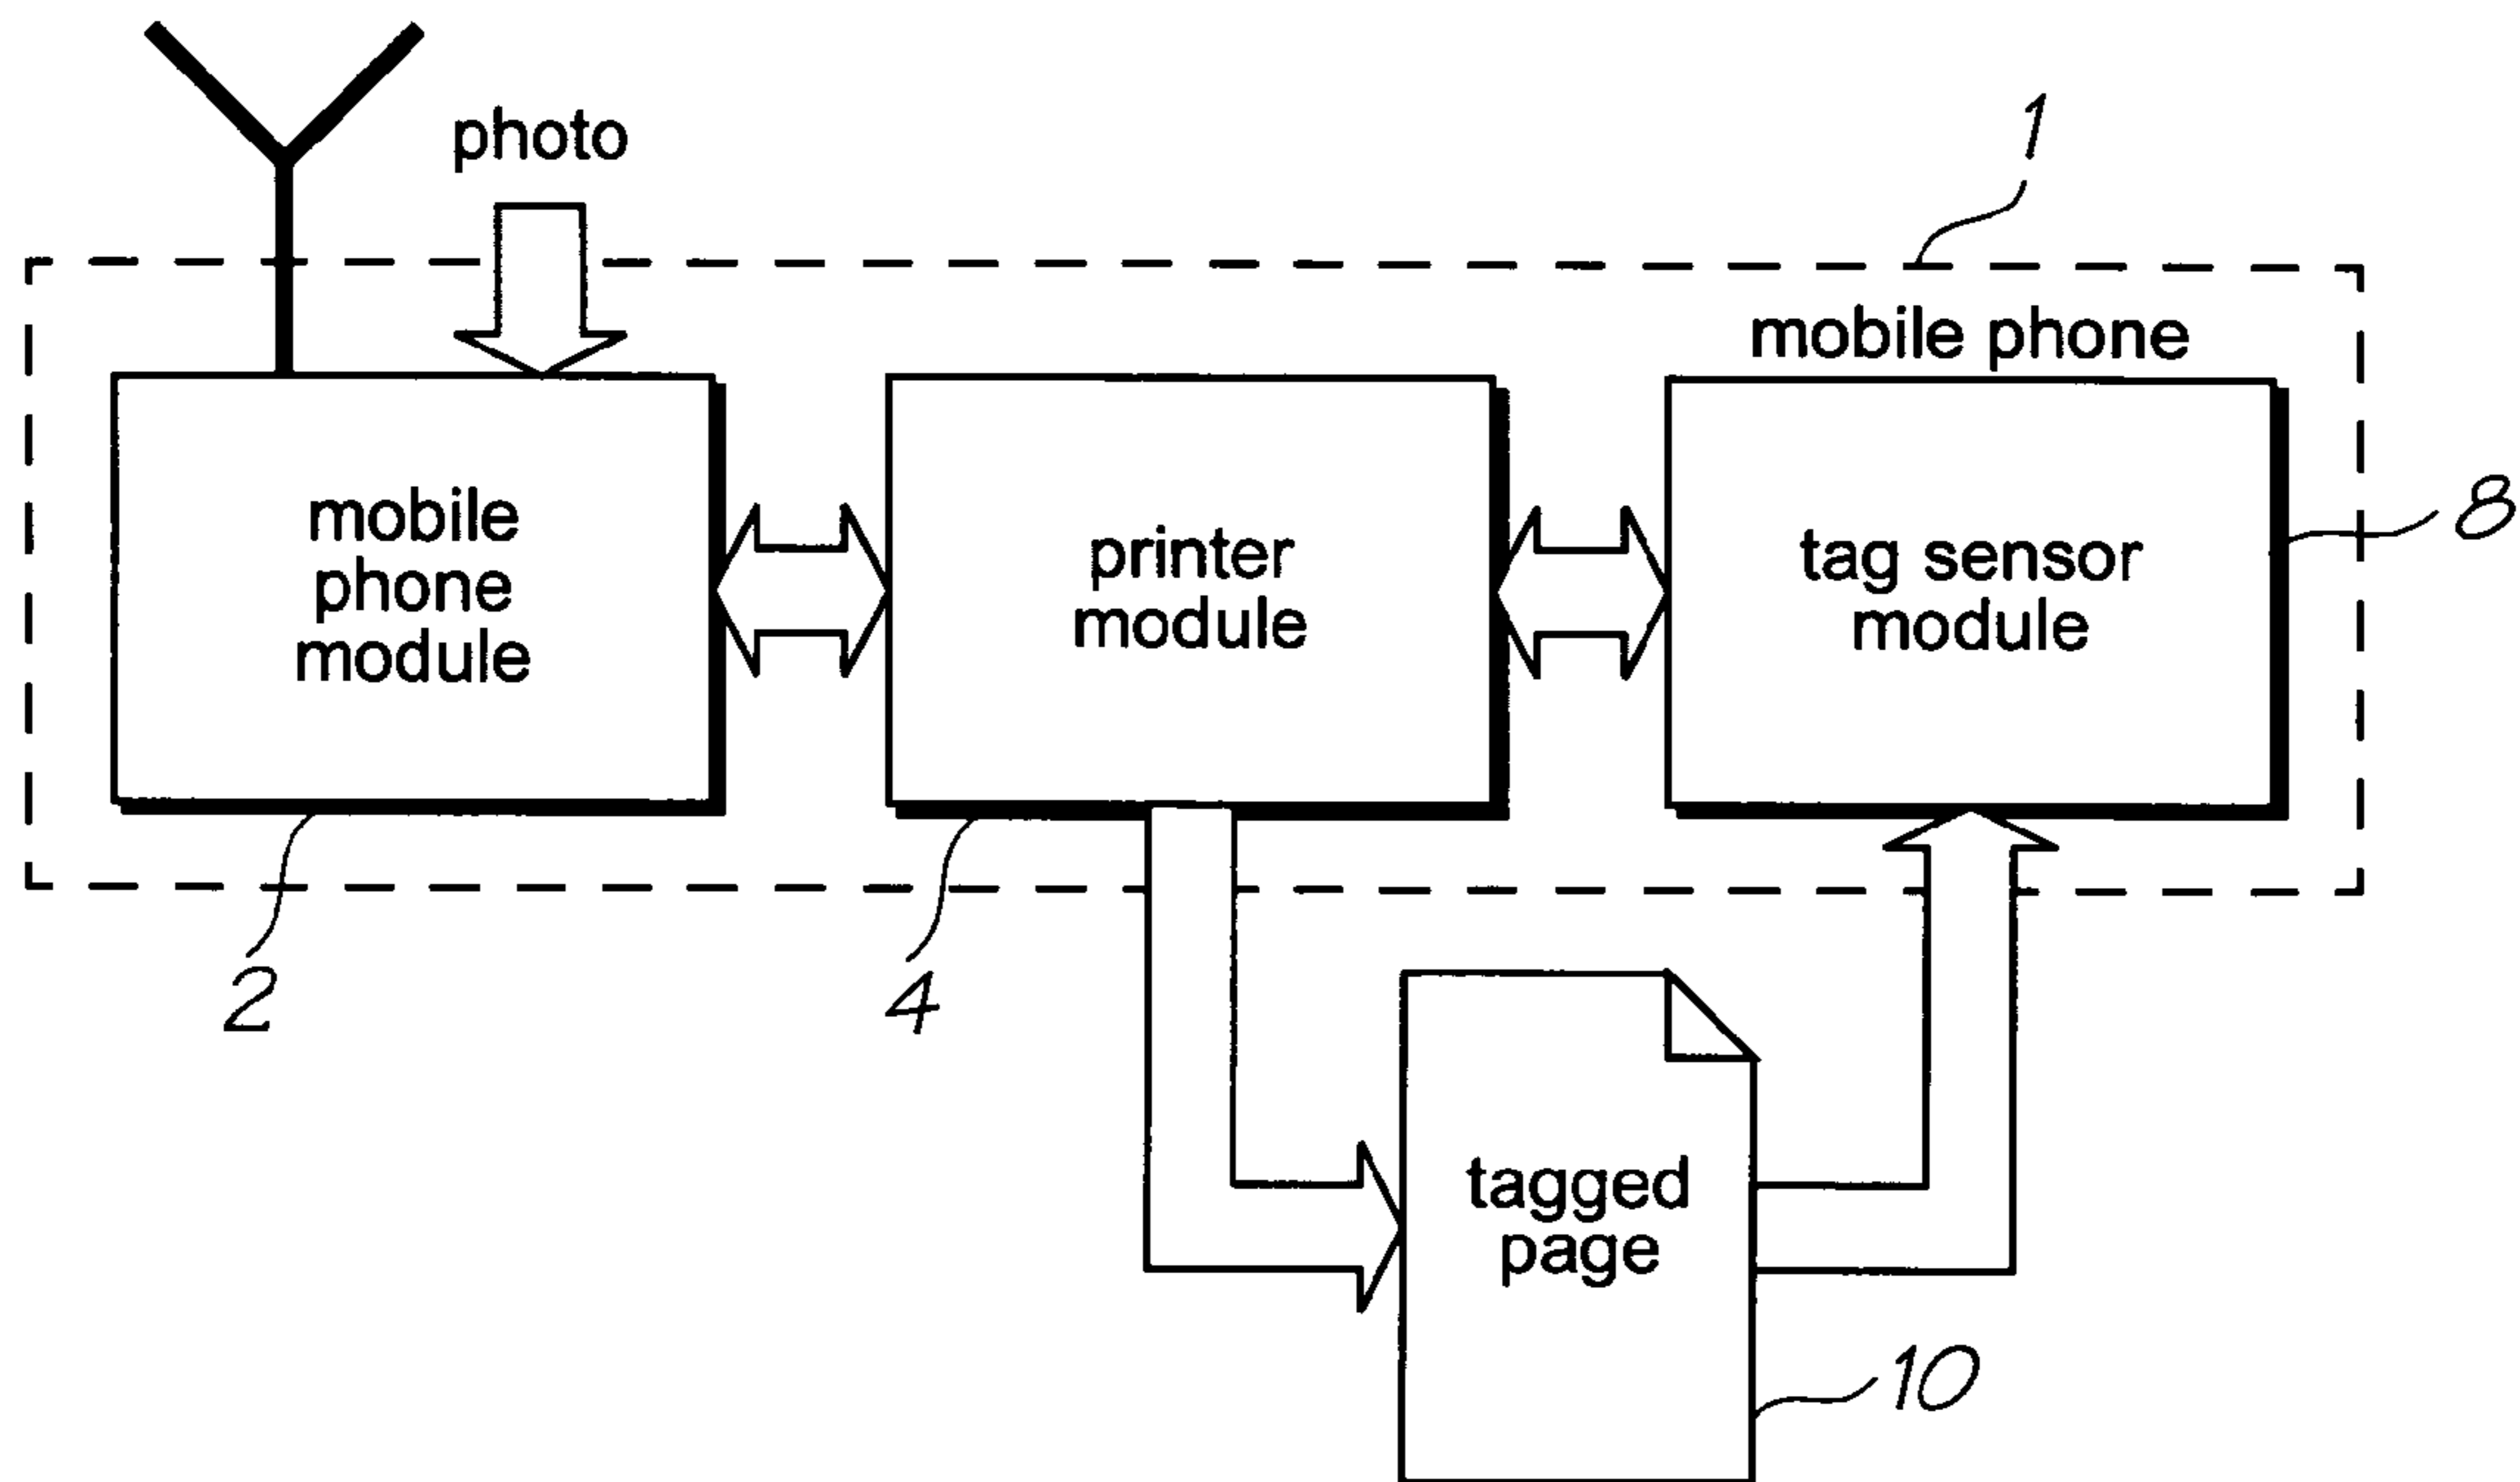 photo
1
mobile phone
mobile
phone
module
printer
module
tag sensor
module
8
2
4
tagged
page
10